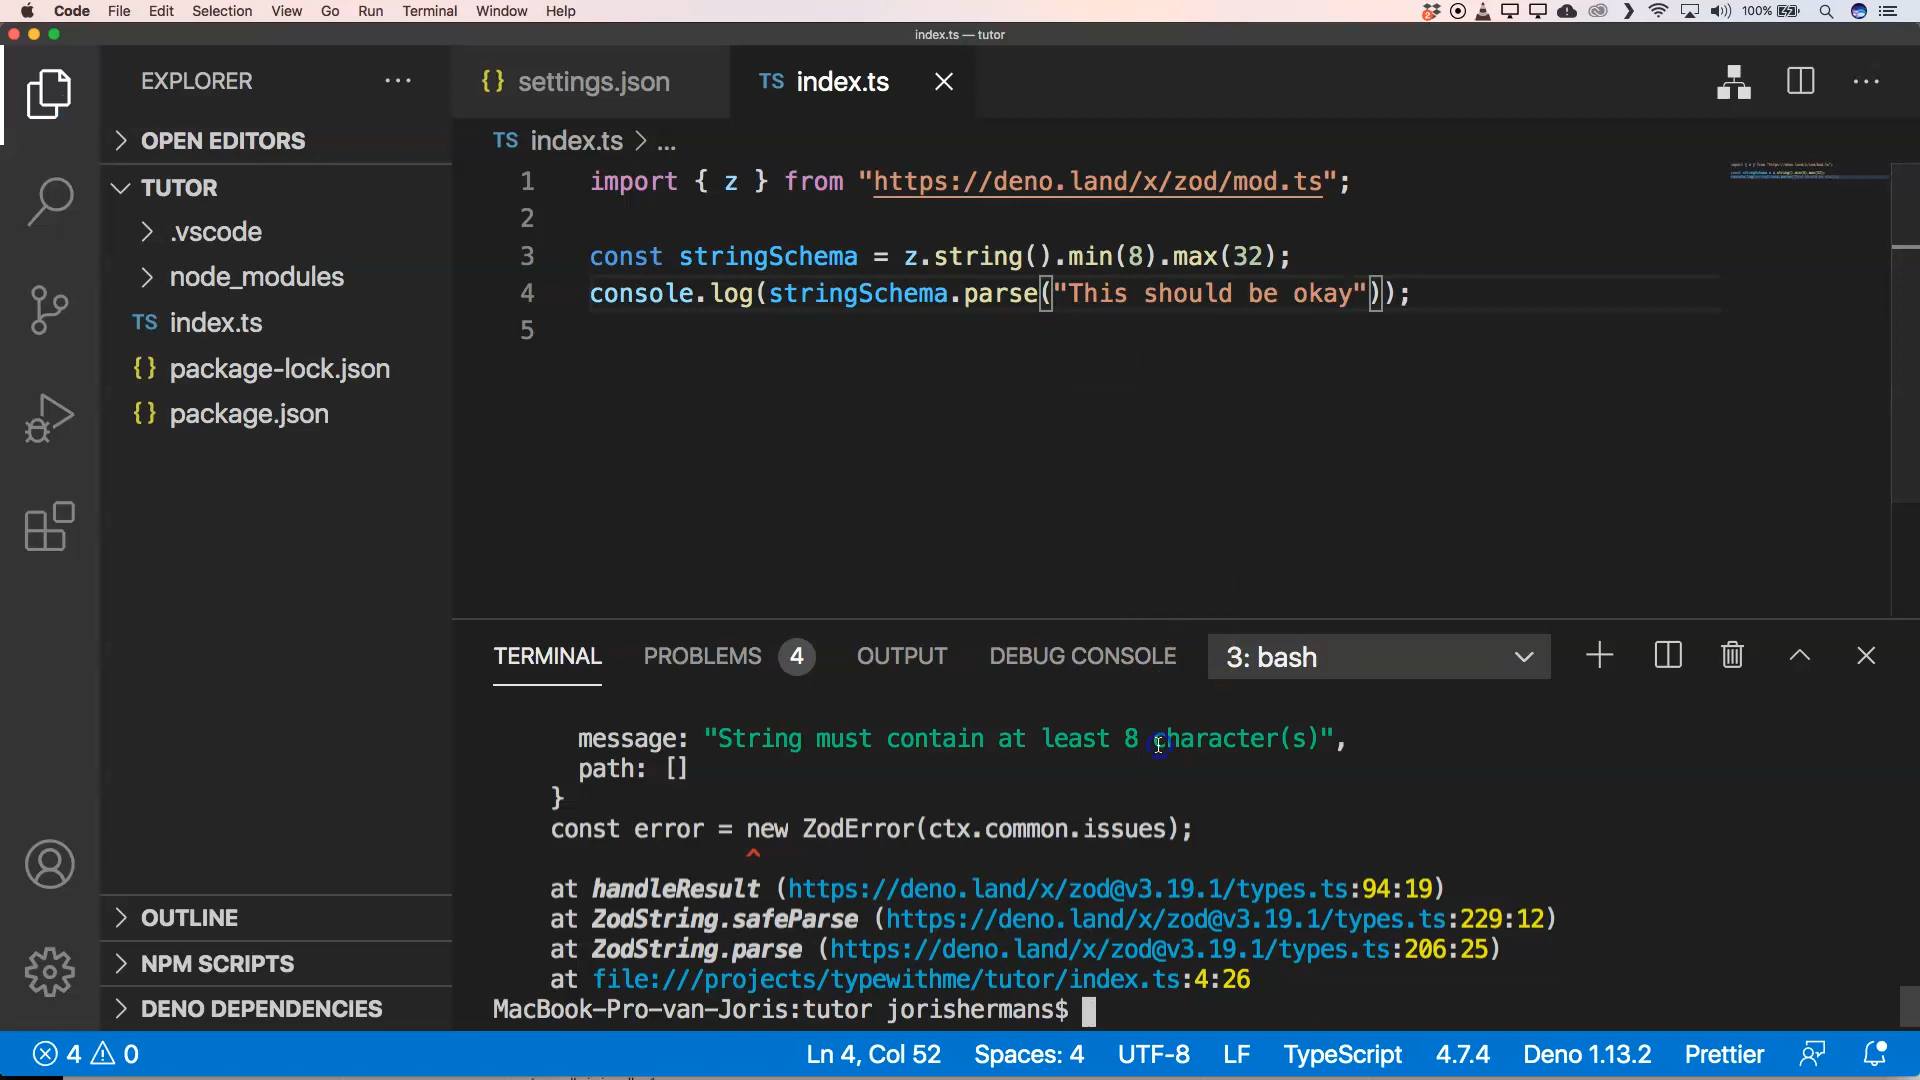 Code File Edit Selection View Go Run Terminal Window Help
100%
index.ts — tutor
EXPLORER
settings.json
TS index.ts
OPEN EDITORS
TS index.ts > ...
TUTOR
.vscode
node_modules
TS index.ts
package-lock.json
package.json
1 import { z } from "https://deno.land/x/zod/mod.ts";
2
3 const stringSchema = z.string().min(8).max(32);
4 console.log(stringSchema.parse("This should be okay"));
5
TERMINAL PROBLEMS 4 OUTPUT DEBUG CONSOLE 3: bash
message: "String must contain at least 8 character(s)",
path: []
}
const error = new ZodError(ctx.common.issues);
^
at handleResult (https://deno.land/x/zod@v3.19.1/types.ts:94:19)
at ZodString.safeParse (https://deno.land/x/zod@v3.19.1/types.ts:229:12)
at ZodString.parse (https://deno.land/x/zod@v3.19.1/types.ts:206:25)
at file:///projects/typewithme/tutor/index.ts:4:26
MacBook-Pro-van-Joris:tutor jorishermans$
OUTLINE
NPM SCRIPTS
DENO DEPENDENCIES
4 0 Ln 4, Col 52 Spaces: 4 UTF-8 LF TypeScript 4.7.4 Deno 1.13.2 Prettier